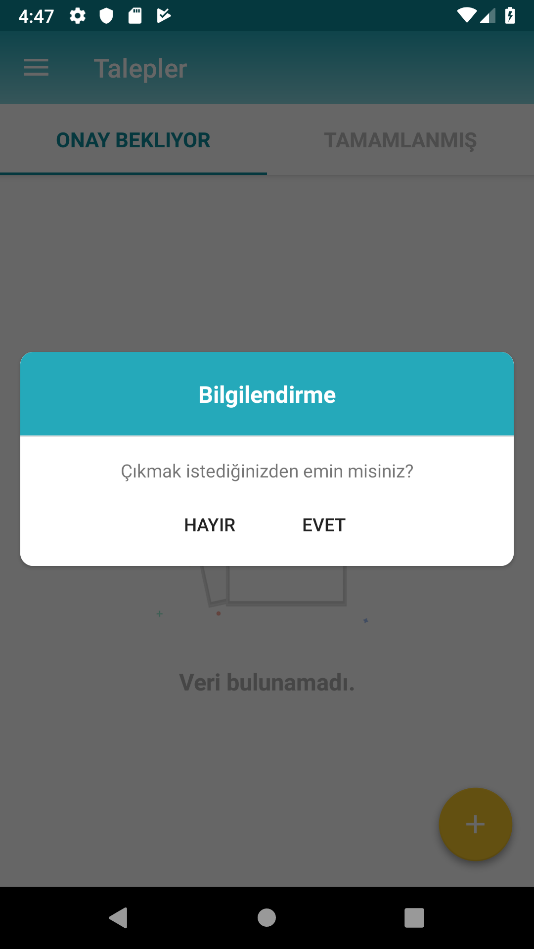 4:47
Talepler
ONAY BEKLIYOR
TAMAMLANMIŞ
Bilgilendirme
Çıkmak istediğinizden emin misiniz?
HAYIR
EVET
Veri bulunamadı.